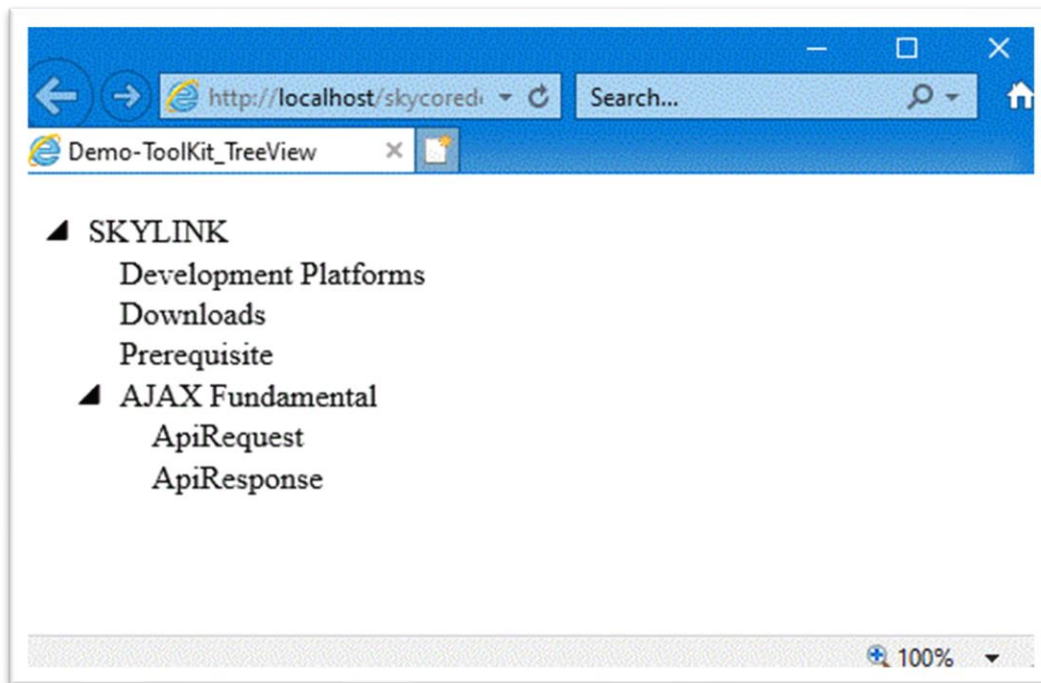 http://localhost/skycored
Search...
Demo-ToolKit_TreeView
SKYLINK
Development Platforms
Downloads
Prerequisite
AJAX Fundamental
ApiRequest
ApiResponse
100%